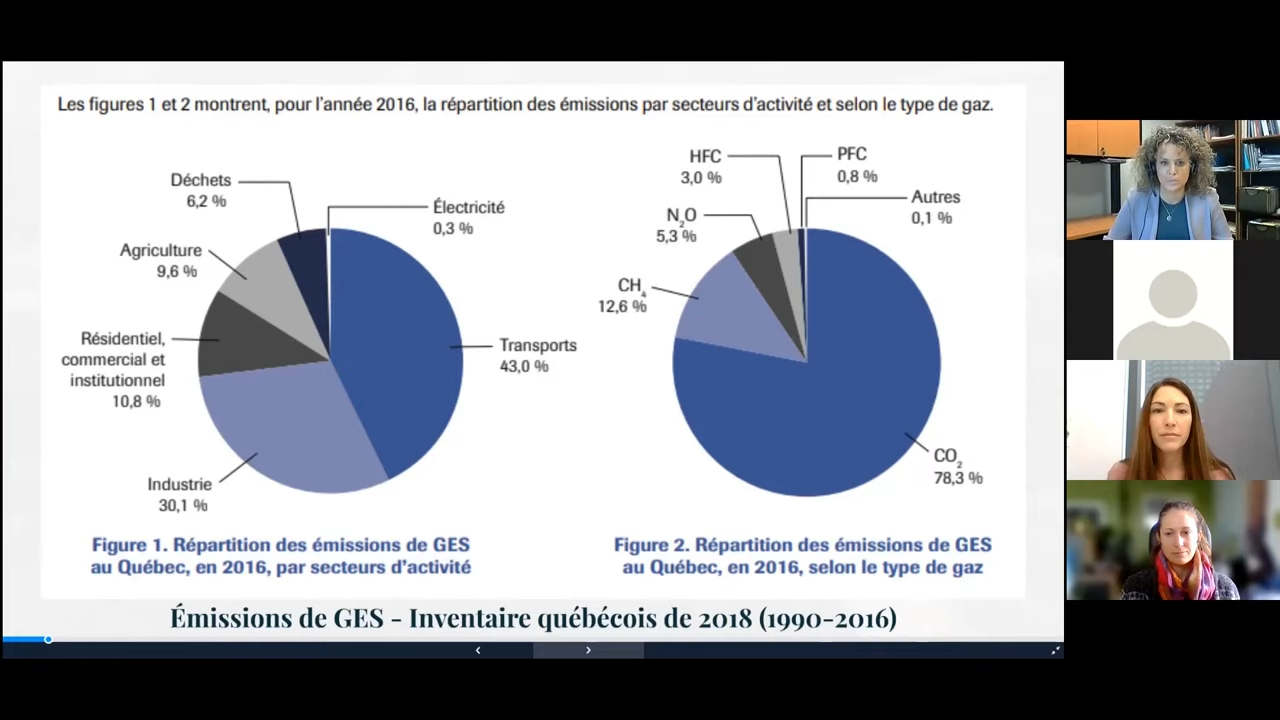 Les figures 1 et 2 montrent, pour l'année 2016, la répartition des émissions par secteurs d'activité et selon le type de gaz.
Déchets
6,2 %
Électricité
0,3 %
Agriculture
9,6 %
Résidentiel,
commercial et
institutionnel
10,8 %
Transports
43,0 %
Industrie
30,1 %
Figure 1. Répartition des émissions de GES
au Québec, en 2016, par secteurs d'activité
HFC
3,0 %
PFC
0,8 %
Autres
0,1 %
N₂O
5,3 %
CH₄
12,6 %
CO₂
78,3 %
Figure 2. Répartition des émissions de GES
au Québec, en 2016, selon le type de gaz
Émissions de GES - Inventaire québécois de 2018 (1990-2016)